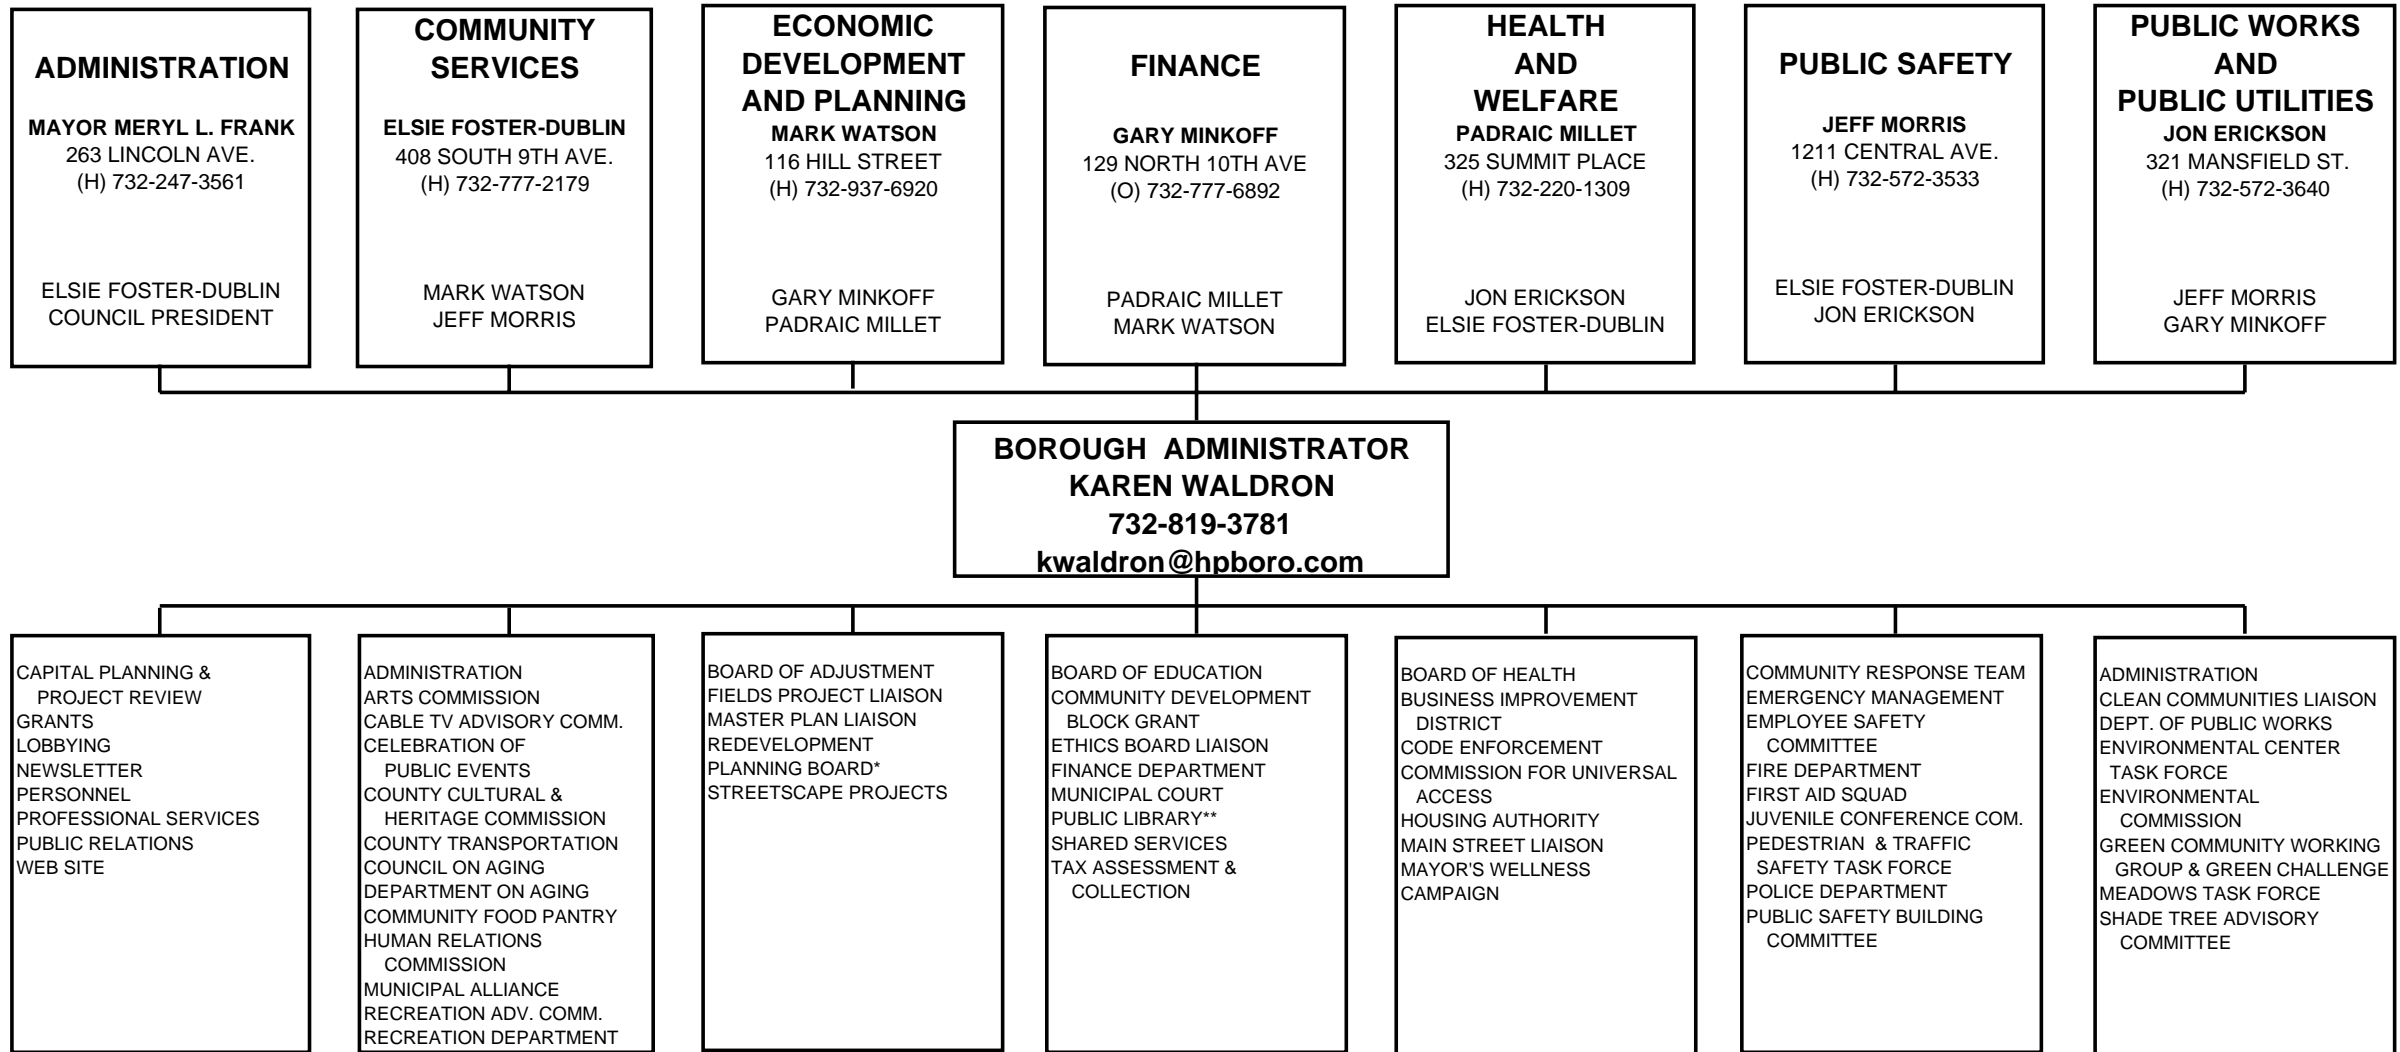 ADMINISTRATION
MAYOR MERYL L. FRANK
263 LINCOLN AVE.
(H) 732-247-3561
ELSIE FOSTER-DUBLIN
COUNCIL PRESIDENT
COMMUNITY
SERVICES
ELSIE FOSTER-DUBLIN
408 SOUTH 9TH AVE.
(H) 732-777-2179
MARK WATSON
JEFF MORRIS
ECONOMIC
DEVELOPMENT
AND PLANNING
MARK WATSON
116 HILL STREET
(H) 732-937-6920
GARY MINKOFF
PADRAIC MILLET
FINANCE
GARY MINKOFF
129 NORTH 10TH AVE
(O) 732-777-6892
PADRAIC MILLET
MARK WATSON
HEALTH
AND
WELFARE
PADRAIC MILLET
325 SUMMIT PLACE
(H) 732-220-1309
JON ERICKSON
ELSIE FOSTER-DUBLIN
PUBLIC SAFETY
JEFF MORRIS
1211 CENTRAL AVE.
(H) 732-572-3533
ELSIE FOSTER-DUBLIN
JON ERICKSON
PUBLIC WORKS
AND
PUBLIC UTILITIES
JON ERICKSON
321 MANSFIELD ST.
(H) 732-572-3640
JEFF MORRIS
GARY MINKOFF
BOROUGH ADMINISTRATOR
KAREN WALDRON
732-819-3781
kwaldron@hpboro.com
CAPITAL PLANNING &
PROJECT REVIEW
GRANTS
LOBBYING
NEWSLETTER
PERSONNEL
PROFESSIONAL SERVICES
PUBLIC RELATIONS
WEB SITE
ADMINISTRATION
ARTS COMMISSION
CABLE TV ADVISORY COMM.
CELEBRATION OF
PUBLIC EVENTS
COUNTY CULTURAL &
HERITAGE COMMISSION
COUNTY TRANSPORTATION
COUNCIL ON AGING
DEPARTMENT ON AGING
COMMUNITY FOOD PANTRY
HUMAN RELATIONS
COMMISSION
MUNICIPAL ALLIANCE
RECREATION ADV. COMM.
RECREATION DEPARTMENT
BOARD OF ADJUSTMENT
FIELDS PROJECT LIAISON
MASTER PLAN LIAISON
REDEVELOPMENT
PLANNING BOARD*
STREETSCAPE PROJECTS
BOARD OF EDUCATION
COMMUNITY DEVELOPMENT
BLOCK GRANT
ETHICS BOARD LIAISON
FINANCE DEPARTMENT
MUNICIPAL COURT
PUBLIC LIBRARY**
SHARED SERVICES
TAX ASSESSMENT &
COLLECTION
BOARD OF HEALTH
BUSINESS IMPROVEMENT
DISTRICT
CODE ENFORCEMENT
COMMISSION FOR UNIVERSAL
ACCESS
HOUSING AUTHORITY
MAIN STREET LIAISON
MAYOR'S WELLNESS
CAMPAIGN
COMMUNITY RESPONSE TEAM
EMERGENCY MANAGEMENT
EMPLOYEE SAFETY
COMMITTEE
FIRE DEPARTMENT
FIRST AID SQUAD
JUVENILE CONFERENCE COM.
PEDESTRIAN & TRAFFIC
SAFETY TASK FORCE
POLICE DEPARTMENT
PUBLIC SAFETY BUILDING
COMMITTEE
ADMINISTRATION
CLEAN COMMUNITIES LIAISON
DEPT. OF PUBLIC WORKS
ENVIRONMENTAL CENTER
TASK FORCE
ENVIRONMENTAL
COMMISSION
GREEN COMMUNITY WORKING
GROUP & GREEN CHALLENGE
MEADOWS TASK FORCE
SHADE TREE ADVISORY
COMMITTEE